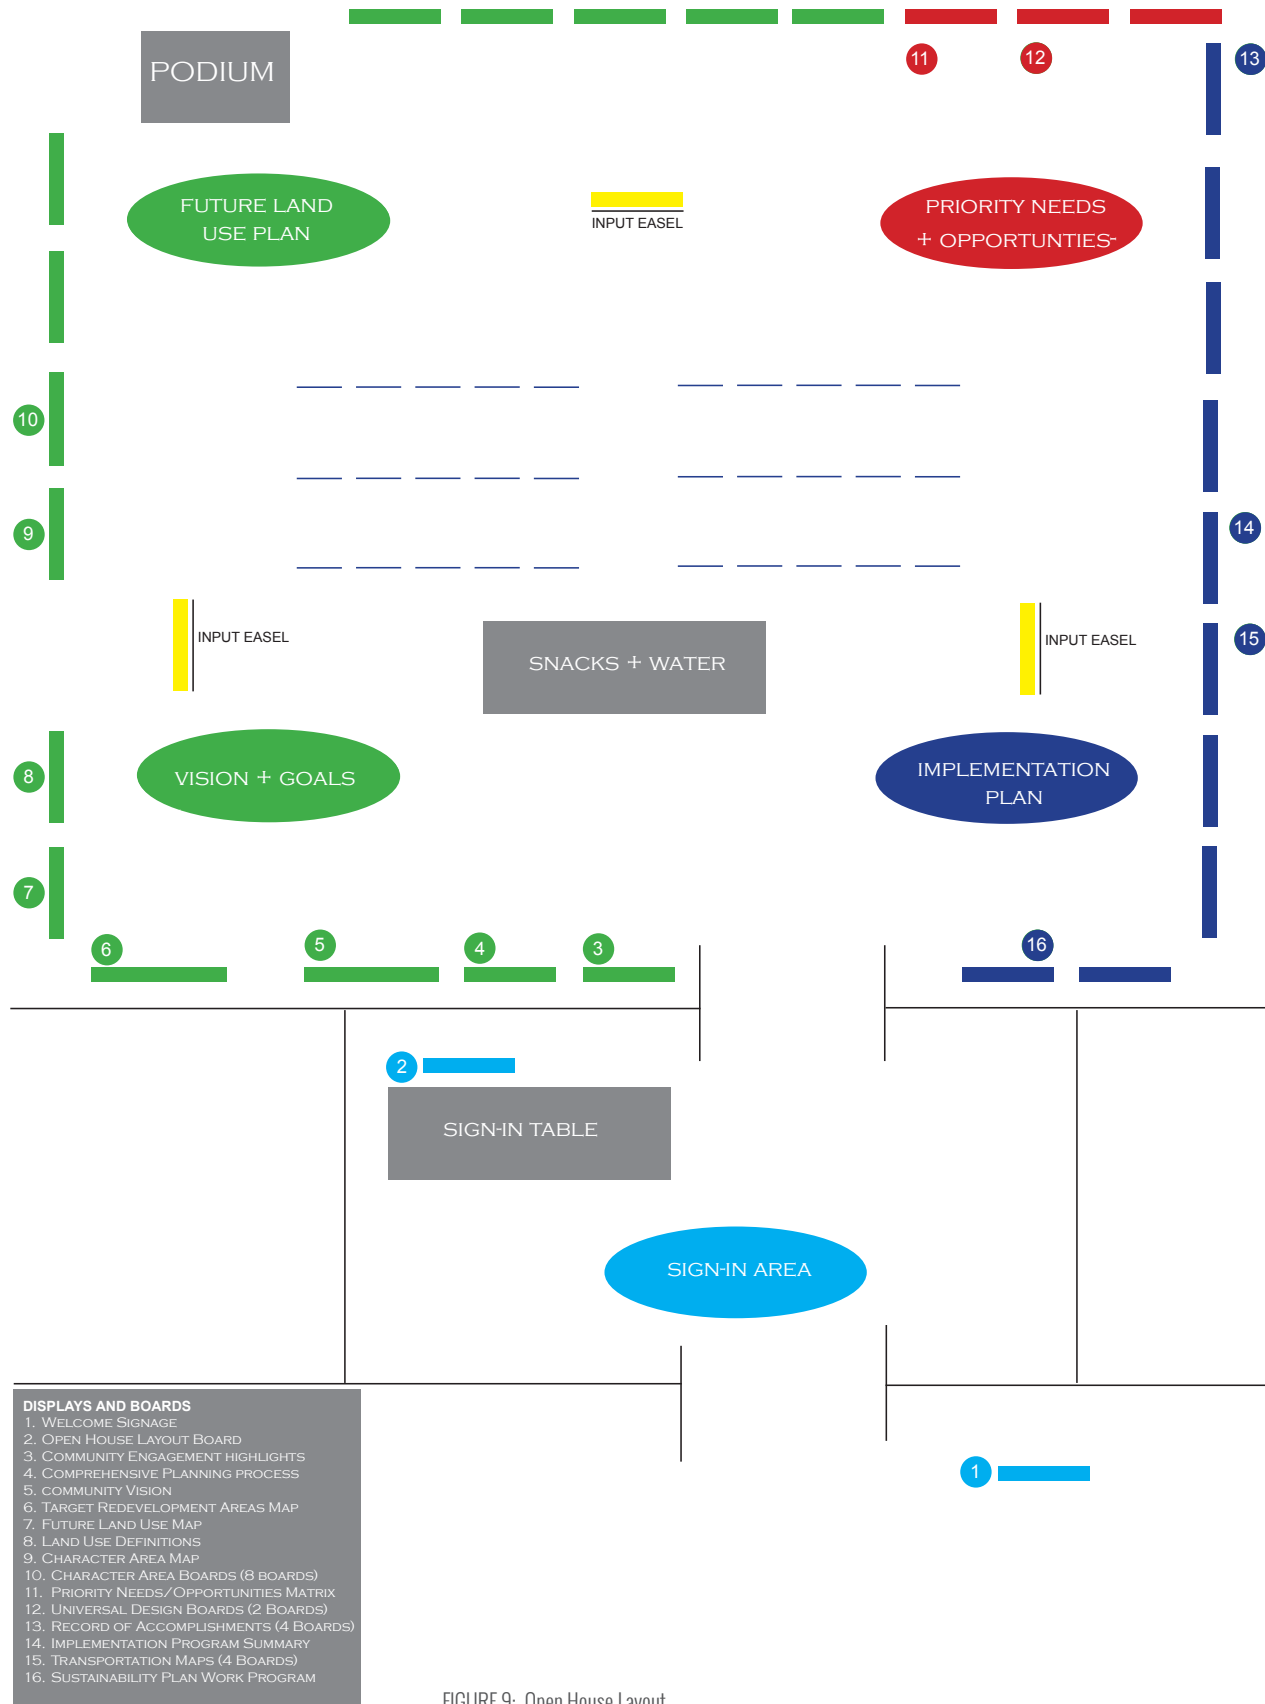 PODIUM
11
12
13
FUTURE LAND
USE PLAN
INPUT EASEL
PRIORITY NEEDS
+ OPPORTUNTIES-
10
9
14
15
INPUT EASEL
SNACKS + WATER
INPUT EASEL
8
VISION + GOALS
IMPLEMENTATION
PLAN
7
6
5
4
3
16
2
SIGN-IN TABLE
SIGN-IN AREA
1
DISPLAYS AND BOARDS
1. Welcome Signage
2. Open House Layout Board
3. Community Engagement highlights
4. Comprehensive Planning process
5. community Vision
6. Target Redevelopment Areas Map
7. Future Land Use Map
8. Land Use Definitions
9. Character Area Map
10. Character Area Boards (8 boards)
11. Priority Needs/Opportunities Matrix
12. Universal Design Boards (2 Boards)
13. Record of Accomplishments (4 Boards)
14. Implementation Program Summary
15. Transportation Maps (4 Boards)
16. Sustainability Plan Work Program
FIGURE 9: Open House Layout